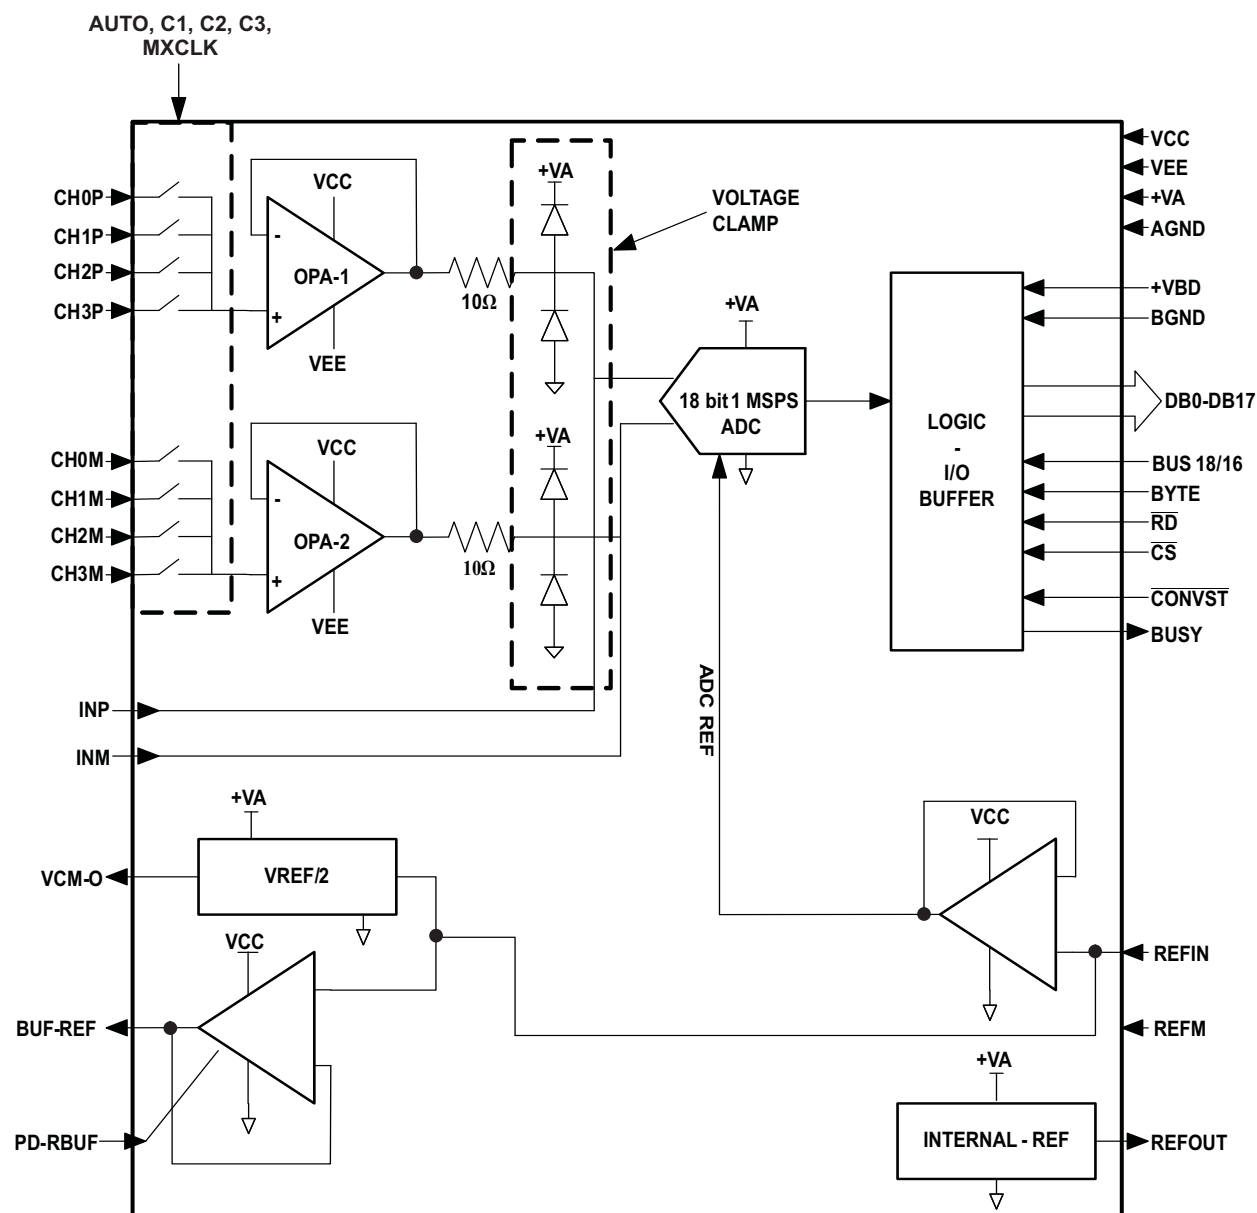 AUTO, C1, C2, C3,
MXCLK
VCC
VEE
+VA
AGND
CH0P
CH1P
CH2P
CH3P
VCC
-
OPA-1
+
VEE
10Ω
+VA
VOLTAGE
CLAMP
+VA
18 bit 1 MSPS
ADC
LOGIC
-
I/O
BUFFER
+VBD
BGND
DB0-DB17
BUS 18/16
BYTE
RD
CS
CONVST
BUSY
CH0M
CH1M
CH2M
CH3M
VCC
-
OPA-2
+
VEE
10Ω
+VA
INP
INM
ADC REF
+VA
VREF/2
VCM-O
VCC
BUF-REF
PD-RBUF
VCC
REFIN
REFM
+VA
INTERNAL - REF
REFOUT